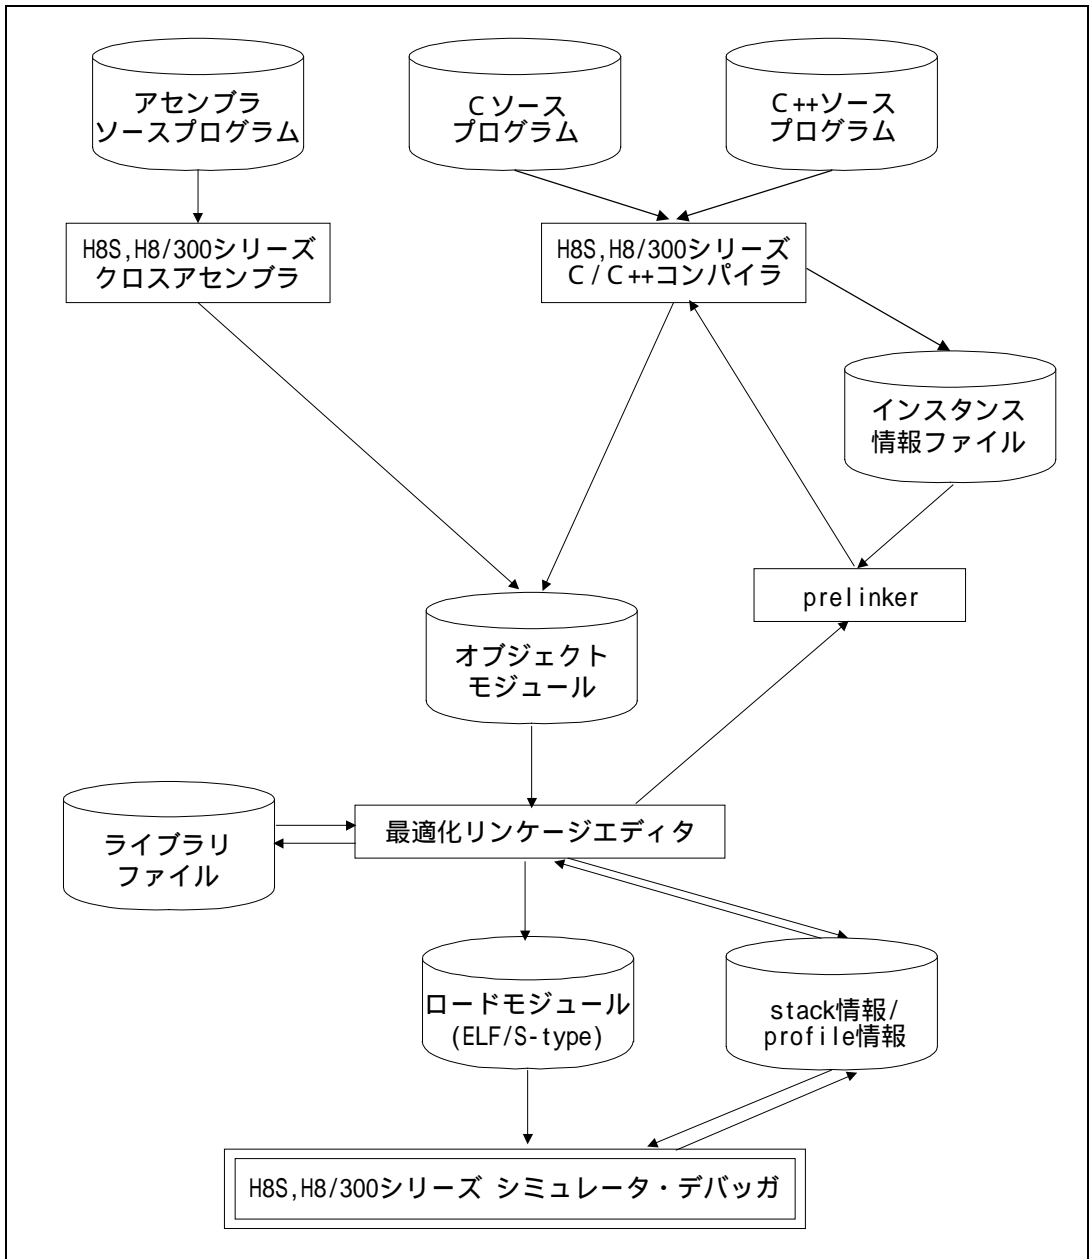 アセンブラ
ソースプログラム
Cソース
プログラム
C++ソース
プログラム
H8S,H8/300シリーズ
クロスアセンブラ
H8S,H8/300シリーズ
C/C++コンパイラ
インスタンス
情報ファイル
prelinker
オブジェクト
モジュール
ライブラリ
ファイル
最適化リンケージエディタ
ロードモジュール
(ELF/S-type)
stack情報/
profile情報
H8S,H8/300シリーズ シミュレータ・デバッガ